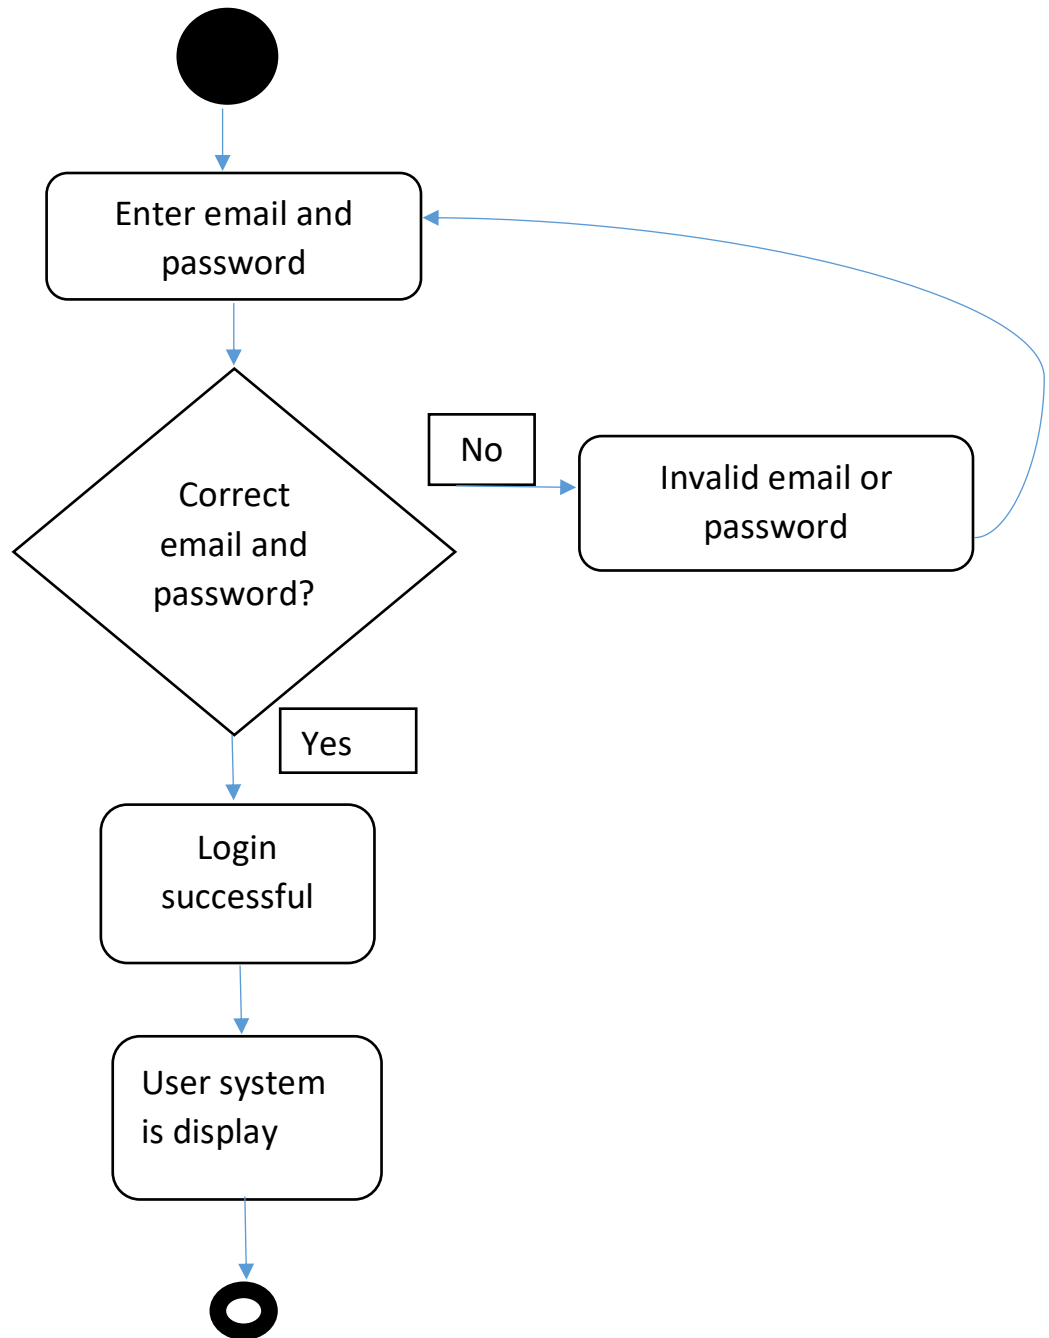 Enter email and
password
Correct
email and
password?
No
Invalid email or
password
Yes
Login
successful
User system
is display